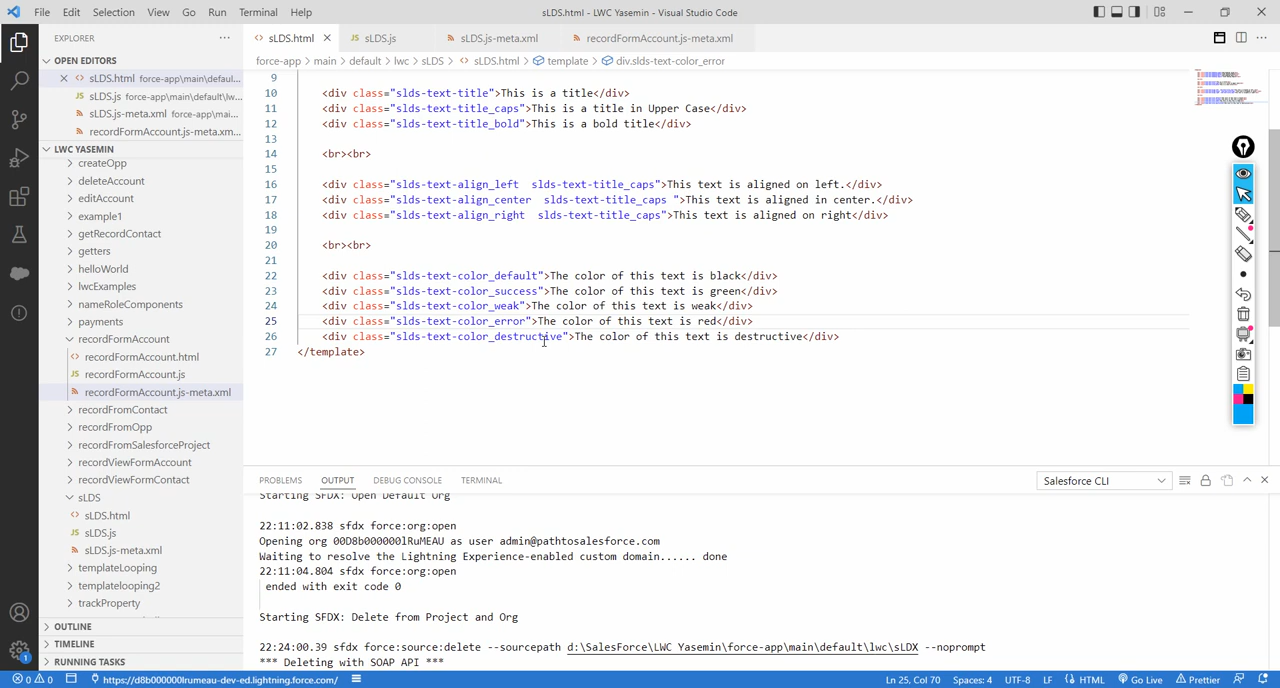 File Edit Selection View Go Run Terminal Help
sLDS.html - LWC Yasemin - Visual Studio Code
EXPLORER
OPEN EDITORS
sLDS.html force-app\main\defaul...
JS sLDS.js force-app\main\default\lw...
sLDS.js-meta.xml force-app\ma...
recordFormAccount.js-meta.xm...
LWC YASEMIN
createOpp
deleteAccount
editAccount
example1
getRecordContact
getters
helloWorld
lwcExamples
nameRoleComponents
payments
recordFormAccount
recordFormAccount.html
JS recordFormAccount.js
recordFormAccount.js-meta.xml
recordFromContact
recordFromOpp
recordFromSalesforceProject
recordViewFormAccount
recordViewFormContact
sLDS
sLDS.html
JS sLDS.js
sLDS.js-meta.xml
templateLooping
templatelooping2
trackProperty
OUTLINE
TIMELINE
RUNNING TASKS
sLDS.html JS sLDS.js sLDS.js-meta.xml recordFormAccount.js-meta.xml
force-app > main > default > lwc > sLDS > sLDS.html > template > div.slds-text-color_error
9
10 <div class="slds-text-title">This is a title</div>
11 <div class="slds-text-title_caps">This is a title in Upper Case</div>
12 <div class="slds-text-title_bold">This is a bold title</div>
13
14 <br><br>
15
16 <div class="slds-text-align_left  slds-text-title_caps">This text is aligned on left.</div>
17 <div class="slds-text-align_center  slds-text-title_caps ">This text is aligned in center.</div>
18 <div class="slds-text-align_right  slds-text-title_caps">This text is aligned on right</div>
19
20 <br><br>
21
22 <div class="slds-text-color_default">The color of this text is black</div>
23 <div class="slds-text-color_success">The color of this text is green</div>
24 <div class="slds-text-color_weak">The color of this text is weak</div>
25 <div class="slds-text-color_error">The color of this text is red</div>
26 <div class="slds-text-color_destructive">The color of this text is destructive</div>
27 </template>
PROBLEMS OUTPUT DEBUG CONSOLE TERMINAL
Salesforce CLI
Starting SFDX: Open Default Org
22:11:02.838 sfdx force:org:open
Opening org 00D8b000000lRuMEAU as user admin@pathtosalesforce.com
Waiting to resolve the Lightning Experience-enabled custom domain...... done
22:11:04.804 sfdx force:org:open
ended with exit code 0
Starting SFDX: Delete from Project and Org
22:24:00.39 sfdx force:source:delete --sourcepath d:\SalesForce\LWC Yasemin\force-app\main\default\lwc\sLDX --noprompt
*** Deleting with SOAP API ***
1
0 0 https://d8b000000lrumeau-dev-ed.lightning.force.com/ Ln 25, Col 70 Spaces: 4 UTF-8 LF HTML Go Live Prettier